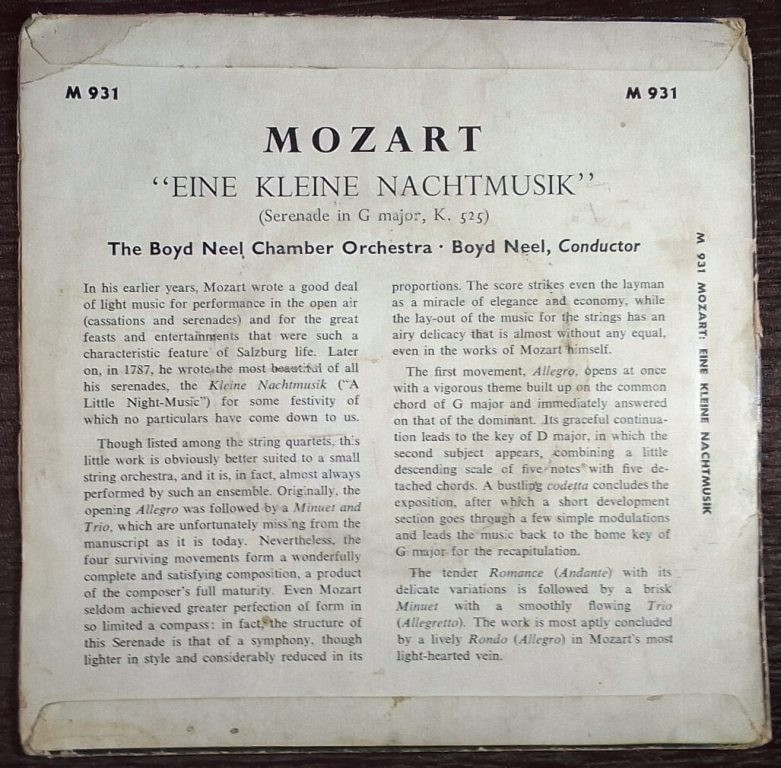 M 931
M 931
MOZART
“EINE KLEINE NACHTMUSIK”
(Serenade in G major, K. 525)
The Boyd Neel Chamber Orchestra · Boyd Neel, Conductor
In his earlier years, Mozart wrote a good deal
of light music for performance in the open air
(cassations and serenades) and for the great
feasts and entertainments that were such a
characteristic feature of Salzburg life. Later
on, in 1787, he wrote the most beautiful of all
his serenades, the Kleine Nachtmusik (“A
Little Night-Music”) for some festivity of
which no particulars have come down to us.
Though listed among the string quartets, this
little work is obviously better suited to a small
string orchestra, and it is, in fact, almost always
performed by such an ensemble. Originally, the
opening Allegro was followed by a Minuet and
Trio, which are unfortunately missing from the
manuscript as it is today. Nevertheless, the
four surviving movements form a wonderfully
complete and satisfying composition, a product
of the composer's full maturity. Even Mozart
seldom achieved greater perfection of form in
so limited a compass: in fact, the structure of
this Serenade is that of a symphony, though
lighter in style and considerably reduced in its
proportions. The score strikes even the layman
as a miracle of elegance and economy, while
the lay-out of the music for the strings has an
airy delicacy that is almost without any equal,
even in the works of Mozart himself.
The first movement, Allegro, opens at once
with a vigorous theme built up on the common
chord of G major and immediately answered
on that of the dominant. Its graceful continua-
tion leads to the key of D major, in which the
second subject appears, combining a little
descending scale of five notes with five de-
tached chords. A bustling codetta concludes the
exposition, after which a short development
section goes through a few simple modulations
and leads the music back to the home key of
G major for the recapitulation.
The tender Romance (Andante) with its
delicate variations is followed by a brisk
Minuet with a smoothly flowing Trio
(Allegretto). The work is most aptly concluded
by a lively Rondo (Allegro) in Mozart's most
light-hearted vein.
M 931 MOZART: EINE KLEINE NACHTMUSIK